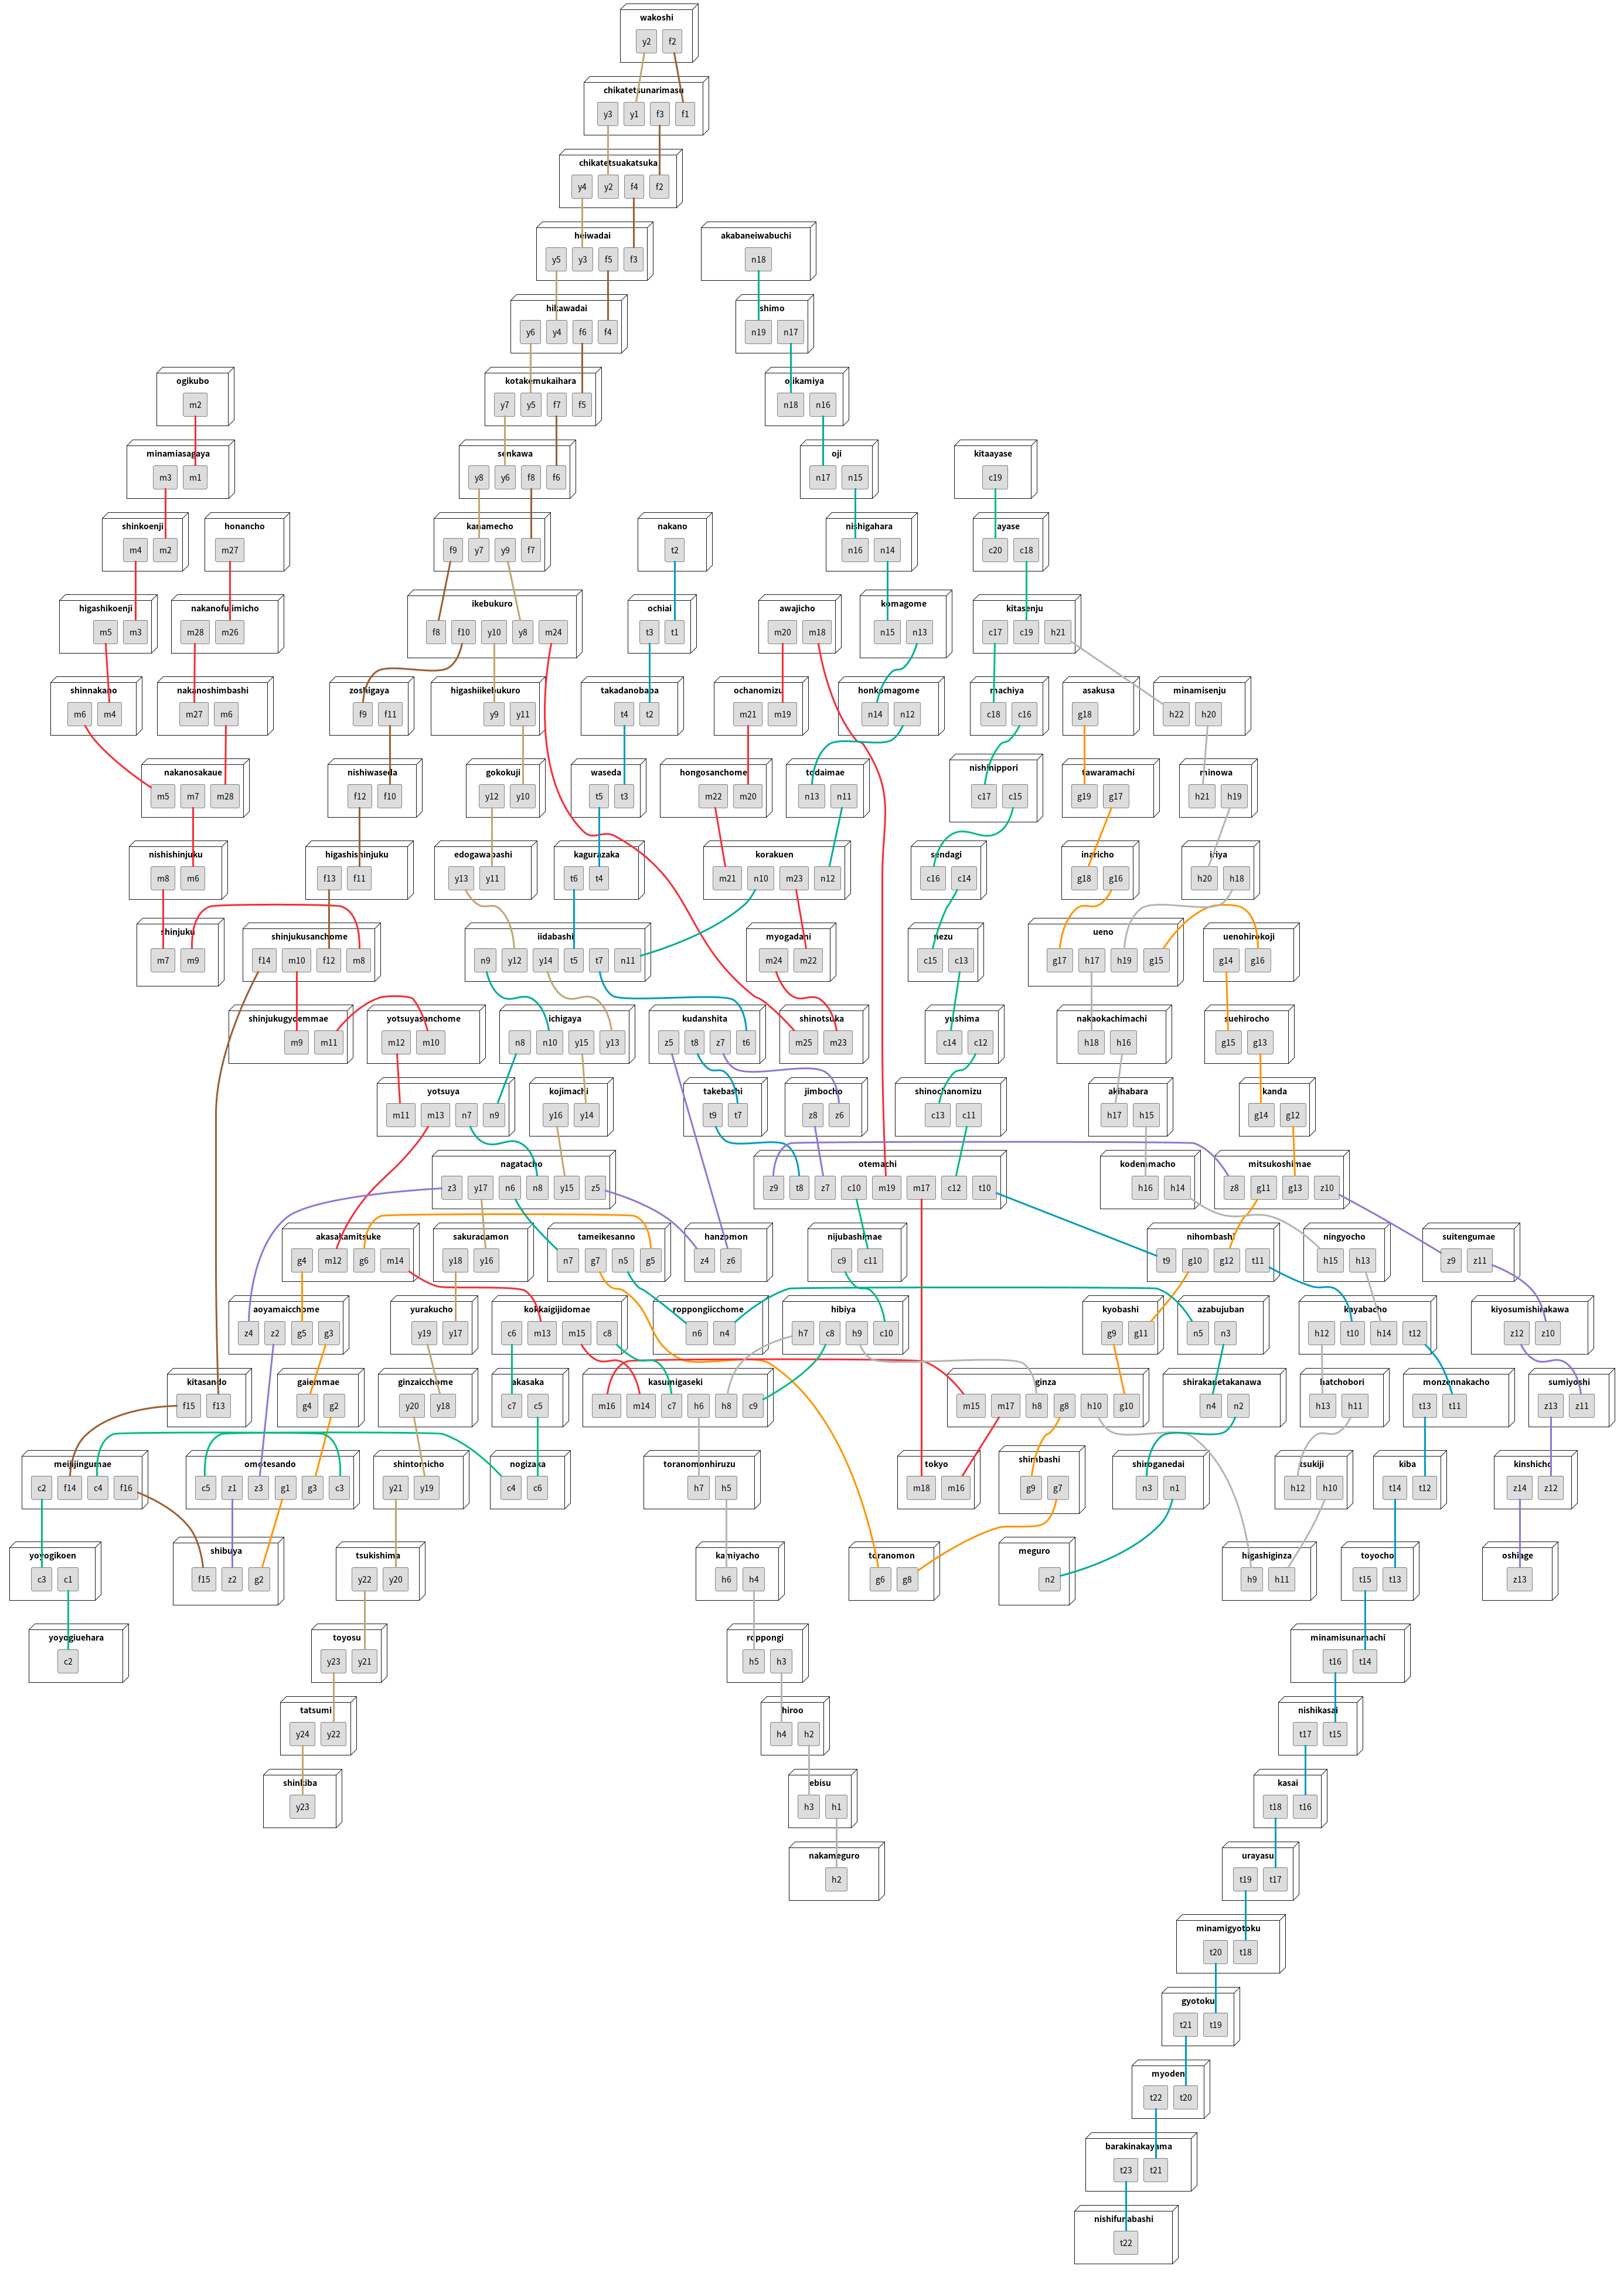 wakoshi
y2 f2
chikatetsunarimasu
y3 y1 f3 f1
chikatetsuakatsuka
y4 y2 f4 f2
heiwadai
y5 y3 f5 f3
akabaneiwabuchi
n18
hikawadai
y6 y4 f6 f4
shimo
n19 n17
ogikubo
m2
kotakemukaihara
y7 y5 f7 f5
ojikamiya
n18 n16
minamiasagaya
m3 m1
senkawa
y8 y6 f8 f6
oji
n17 n15
kitaayase
c19
shinkoenji
m4 m2
honancho
m27
kanamecho
f9 y7 y9 f7
nakano
t2
nishigahara
n16 n14
ayase
c20 c18
higashikoenji
m5 m3
nakanofujimicho
m28 m26
ikebukuro
f8 f10 y10 y8 m24
ochiai
t3 t1
awajicho
m20 m18
komagome
n15 n13
kitasenju
c17 c19 h21
shinnakano
m6 m4
nakanoshimbashi
m27 m6
zoshigaya
f9 f11
higashiikebukuro
y9 y11
takadanobaba
t4 t2
ochanomizu
m21 m19
honkomagome
n14 n12
machiya
c18 c16
asakusa
g18
minamisenju
h22 h20
nakanosakaue
m5 m7 m28
nishiwaseda
f12 f10
gokokuji
y12 y10
waseda
t5 t3
hongosanchome
m22 m20
todaimae
n13 n11
nishinippori
c17 c15
tawaramachi
g19 g17
minowa
h21 h19
nishishinjuku
m8 m6
higashishinjuku
f13 f11
edogawabashi
y13 y11
kagurazaka
t6 t4
korakuen
m21 n10 m23 n12
sendagi
c16 c14
inaricho
g18 g16
iriya
h20 h18
shinjuku
m7 m9
shinjukusanchome
f14 m10 f12 m8
iidabashi
n9 y12 y14 t5 t7 n11
myogadani
m24 m22
nezu
c15 c13
ueno
g17 h17 h19 g15
uenohirokoji
g14 g16
shinjukugyoemmae
m9 m11
yotsuyasanchome
m12 m10
ichigaya
n8 n10 y15 y13
kudanshita
z5 t8 z7 t6
shinotsuka
m25 m23
yushima
c14 c12
nakaokachimachi
h18 h16
suehirocho
g15 g13
yotsuya
m11 m13 n7 n9
kojimachi
y16 y14
takebashi
t9 t7
jimbocho
z8 z6
shinochanomizu
c13 c11
akihabara
h17 h15
kanda
g14 g12
nagatacho
z3 y17 n6 n8 y15 z5
otemachi
z9 t8 z7 c10 m19 m17 c12 t10
kodemmacho
h16 h14
mitsukoshimae
z8 g11 g13 z10
akasakamitsuke
g4 m12 g6 m14
sakuradamon
y18 y16
tameikesanno
n7 g7 n5 g5
hanzomon
z4 z6
nijubashimae
c9 c11
nihombashi
t9 g10 g12 t11
ningyocho
h15 h13
suitengumae
z9 z11
aoyamaicchome
z4 z2 g5 g3
yurakucho
y19 y17
kokkaigijidomae
c6 m13 m15 c8
roppongiicchome
n6 n4
hibiya
h7 c8 h9 c10
kyobashi
g9 g11
azabujuban
n5 n3
kayabacho
h12 t10 h14 t12
kiyosumishirakawa
z12 z10
kitasando
f15 f13
gaiemmae
g4 g2
ginzaicchome
y20 y18
akasaka
c7 c5
kasumigaseki
m16 m14 c7 h6 h8 c9
ginza
m15 m17 h8 g8 h10 g10
shirakanetakanawa
n4 n2
hatchobori
h13 h11
monzennakacho
t13 t11
sumiyoshi
z13 z11
meijijingumae
c2 f14 c4 f16
omotesando
c5 z1 z3 g1 g3 c3
shintomicho
y21 y19
nogizaka
c4 c6
toranomonhiruzu
h7 h5
tokyo
m18 m16
shimbashi
g9 g7
shiroganedai
n3 n1
tsukiji
h12 h10
kiba
t14 t12
kinshicho
z14 z12
yoyogikoen
c3 c1
shibuya
f15 z2 g2
tsukishima
y22 y20
kamiyacho
h6 h4
toranomon
g6 g8
meguro
n2
higashiginza
h9 h11
toyocho
t15 t13
oshiage
z13
yoyogiuehara
c2
toyosu
y23 y21
roppongi
h5 h3
minamisunamachi
t16 t14
tatsumi
y24 y22
hiroo
h4 h2
nishikasai
t17 t15
shinkiba
y23
ebisu
h3 h1
kasai
t18 t16
nakameguro
h2
urayasu
t19 t17
minamigyotoku
t20 t18
gyotoku
t21 t19
myoden
t22 t20
barakinakayama
t23 t21
nishifunabashi
t22